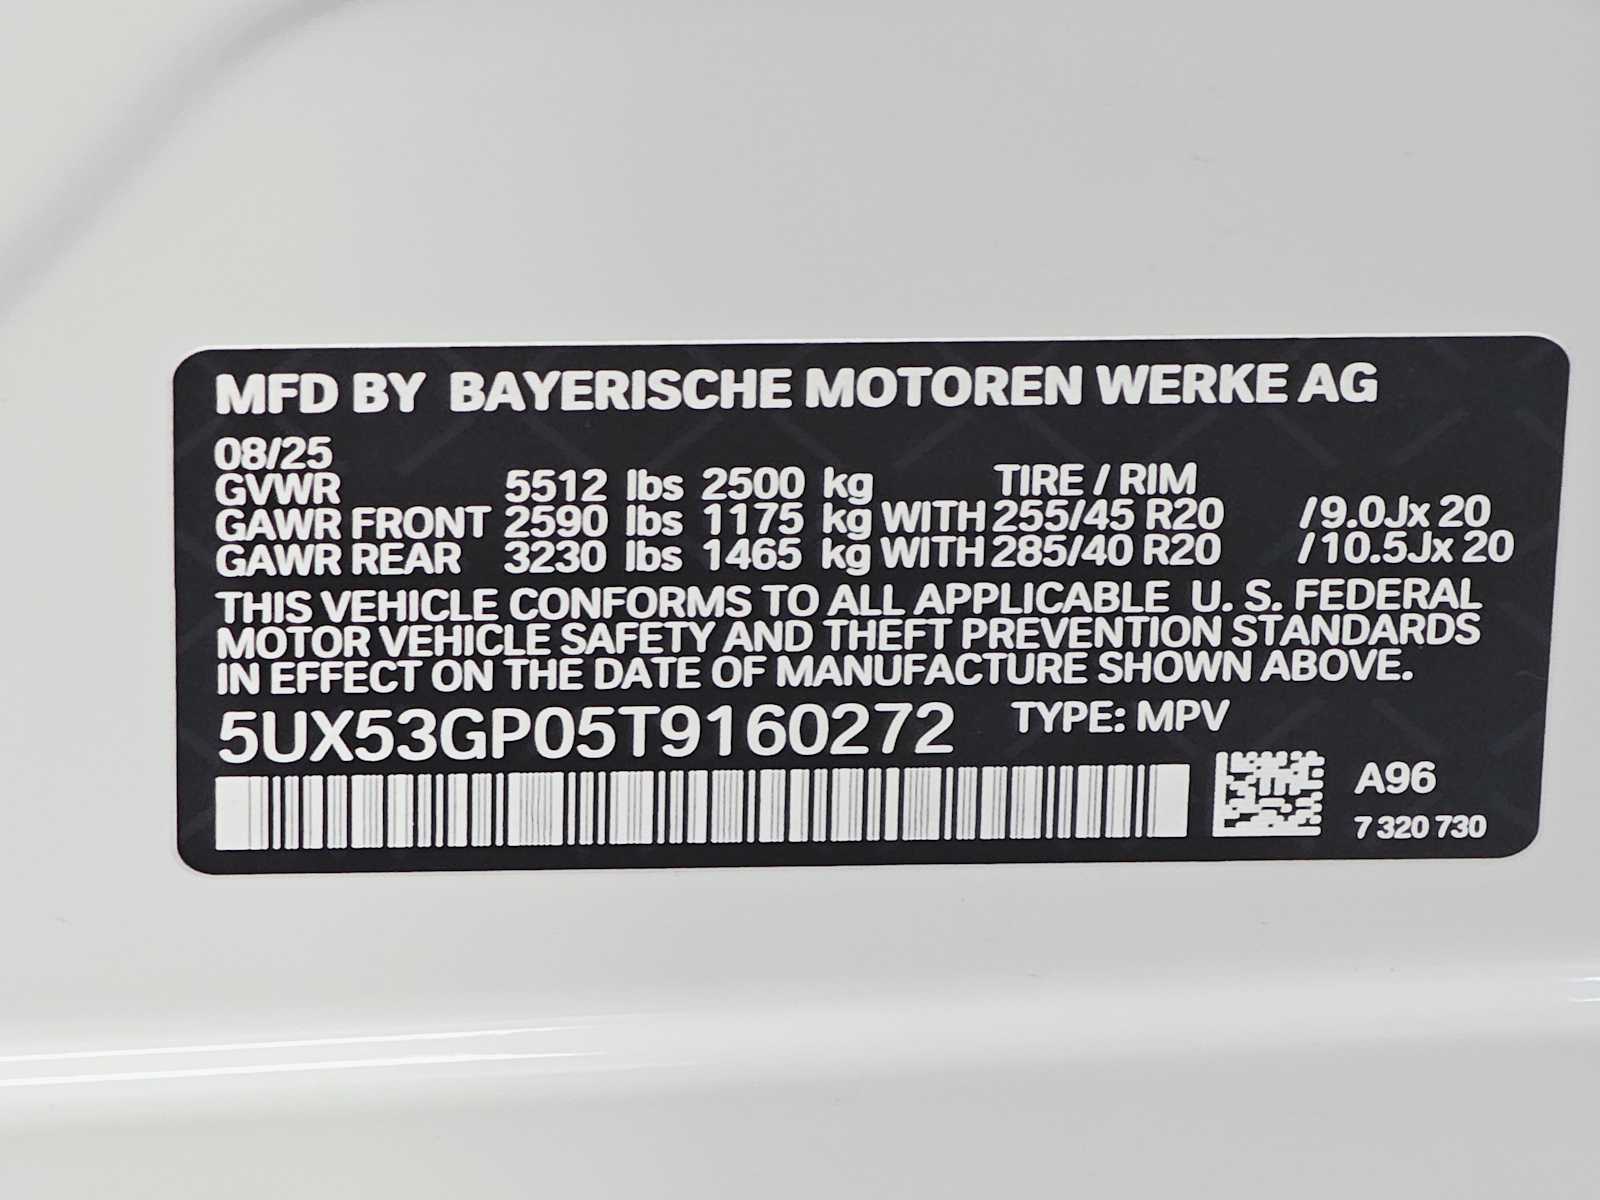 MFD BY BAYERISCHE MOTOREN WERKE AG
08/25
GVWR 5512 lbs 2500 kg TIRE / RIM
GAWR FRONT 2590 lbs 1175 kg WITH 255/45 R20 /9.0Jx 20
GAWR REAR 3230 lbs 1465 kg WITH 285/40 R20 /10.5Jx 20
THIS VEHICLE CONFORMS TO ALL APPLICABLE U. S. FEDERAL
MOTOR VEHICLE SAFETY AND THEFT PREVENTION STANDARDS
IN EFFECT ON THE DATE OF MANUFACTURE SHOWN ABOVE.
5UX53GP05T9160272 TYPE: MPV
A96
7 320 730